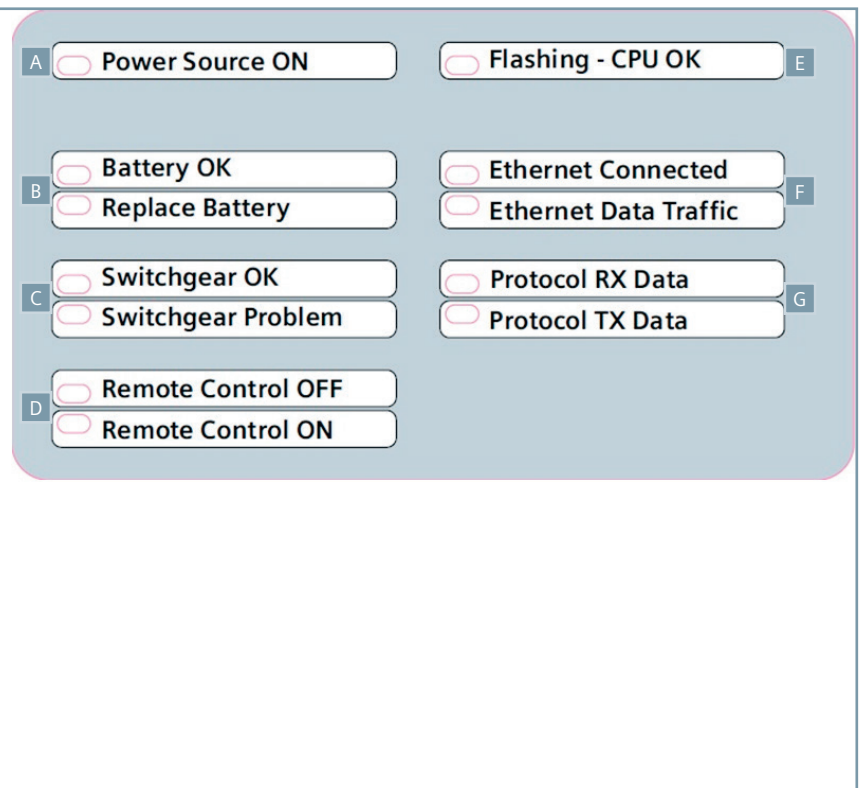 A
Power Source ON
B
Battery OK
Replace Battery
C
Switchgear OK
Switchgear Problem
D
Remote Control OFF
Remote Control ON
Flashing - CPU OK
E
Ethernet Connected
Ethernet Data Traffic
F
Protocol RX Data
Protocol TX Data
G